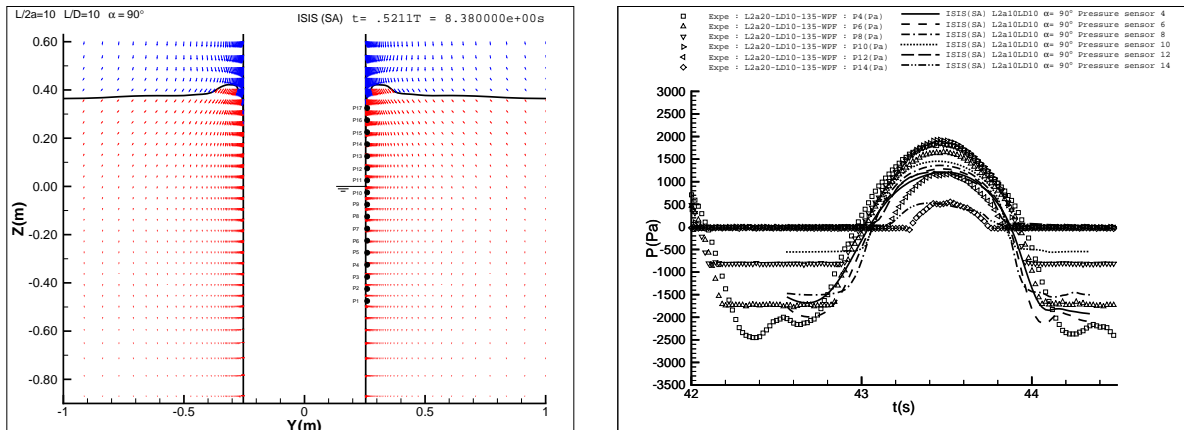 L/2a=10 L/D=10 α = 90°
ISIS (SA) t= .5211T = 8.380000e+00s
0.60
0.40
0.20
0.00
-0.20
-0.40
-0.60
-0.80
Z(m)
P17
P16
P15
P14
P13
P12
P11
P10
P9
P8
P7
P6
P5
P4
P3
P2
P1
-1
-0.5
0
0.5
1
Y(m)
Expe : L2a20-LD10-135-WPF : P4(Pa)
Expe : L2a20-LD10-135-WPF : P6(Pa)
Expe : L2a20-LD10-135-WPF : P8(Pa)
Expe : L2a20-LD10-135-WPF : P10(Pa)
Expe : L2a20-LD10-135-WPF : P12(Pa)
Expe : L2a20-LD10-135-WPF : P14(Pa)
ISIS(SA) L2a10LD10 α= 90° Pressure sensor 4
ISIS(SA) L2a10LD10 α= 90° Pressure sensor 6
ISIS(SA) L2a10LD10 α= 90° Pressure sensor 8
ISIS(SA) L2a10LD10 α= 90° Pressure sensor 10
ISIS(SA) L2a10LD10 α= 90° Pressure sensor 12
ISIS(SA) L2a10LD10 α= 90° Pressure sensor 14
3000
2500
2000
1500
1000
500
0
-500
-1000
-1500
-2000
-2500
-3000
-3500
P(Pa)
42
43
44
t(s)